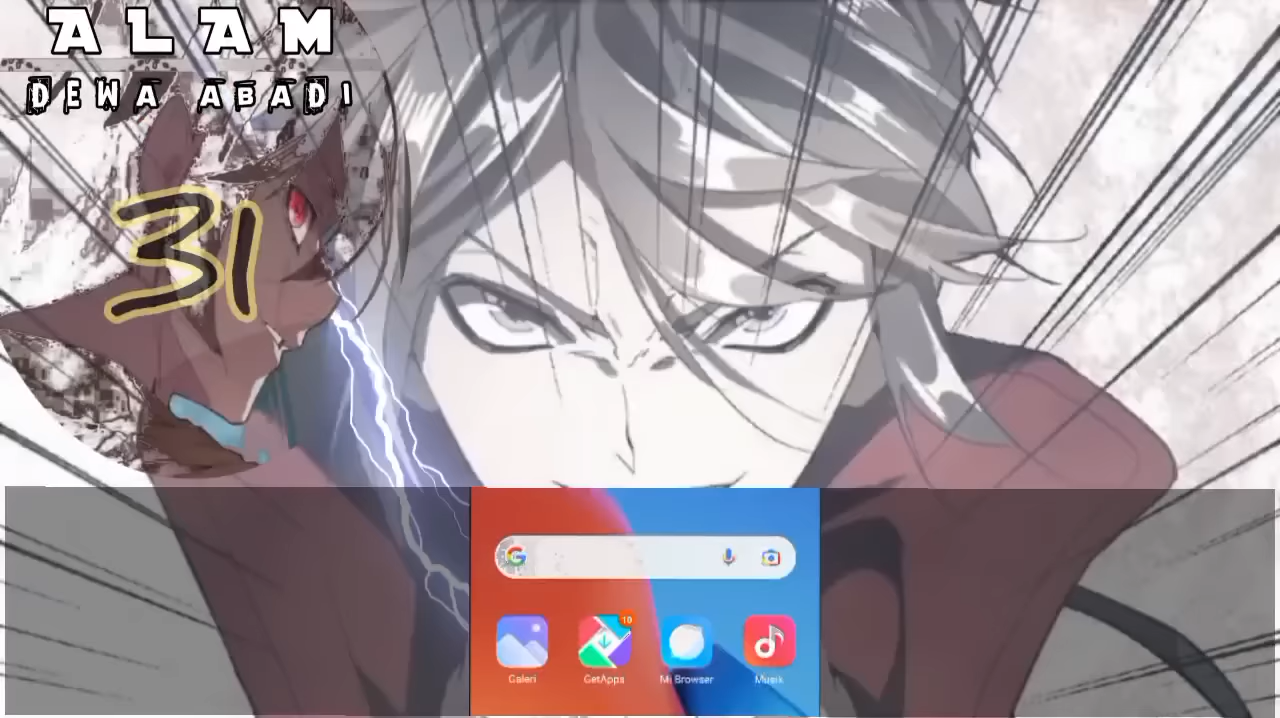 ALAM
DEWA ABADI
31
G
10
Galeri
GetApps
Mi Browser
Musik